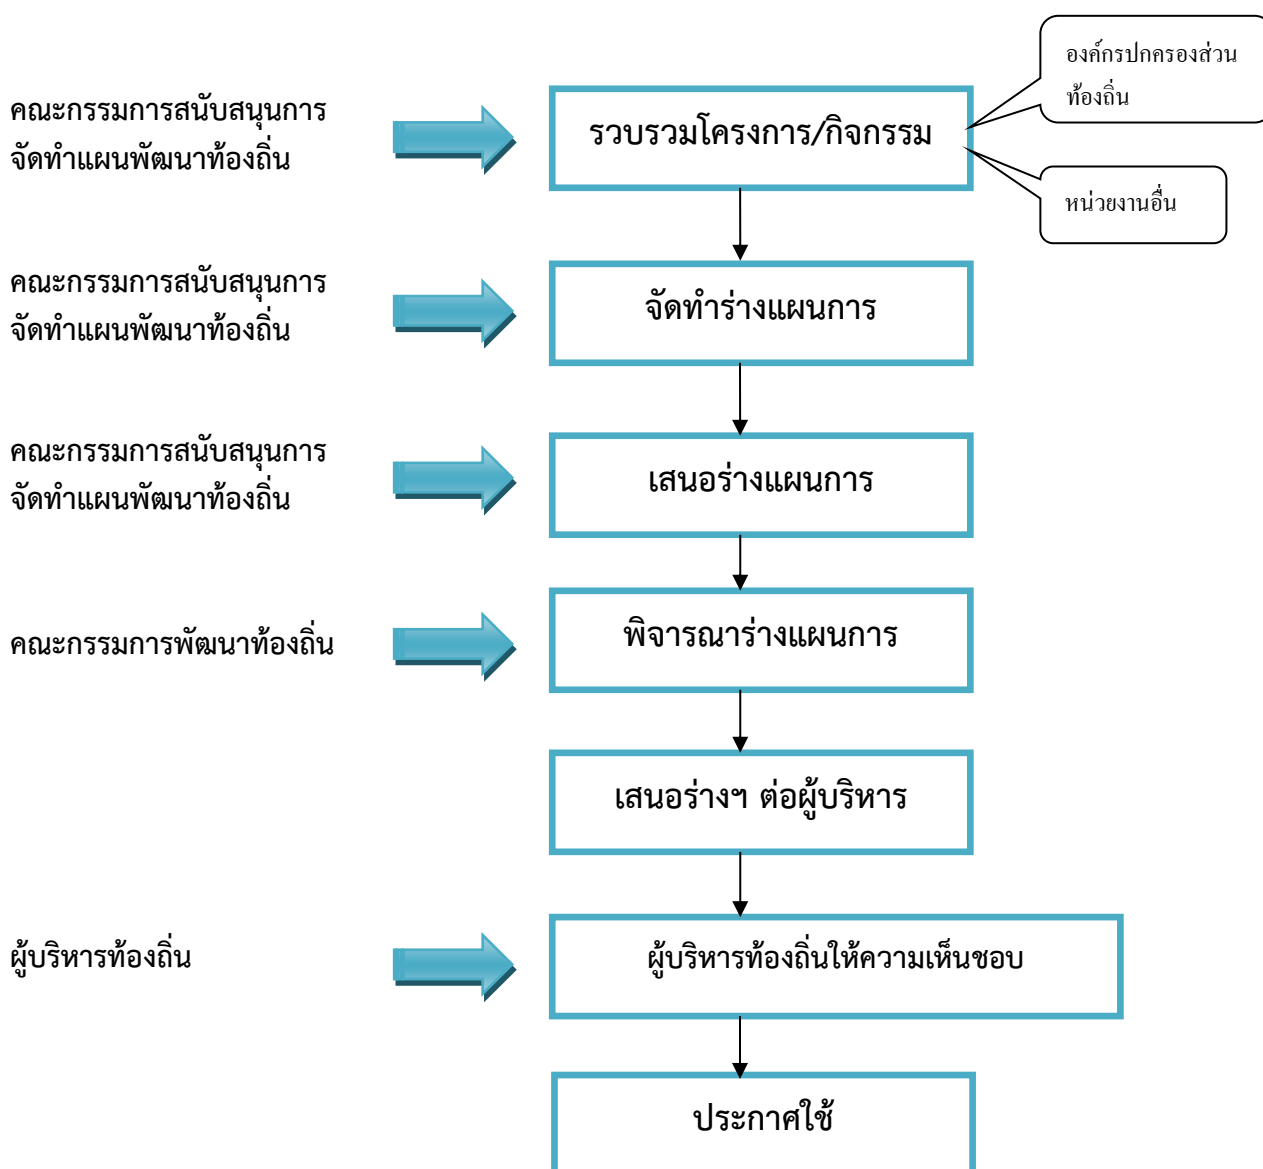 องค์กรปกครองส่วน
ท้องถิ่น
คณะกรรมการสนับสนุนการ
จัดทำแผนพัฒนาท้องถิ่น
รวบรวมโครงการ/กิจกรรม
หน่วยงานอื่น
คณะกรรมการสนับสนุนการ
จัดทำแผนพัฒนาท้องถิ่น
จัดทำร่างแผนการ
คณะกรรมการสนับสนุนการ
จัดทำแผนพัฒนาท้องถิ่น
เสนอร่างแผนการ
คณะกรรมการพัฒนาท้องถิ่น
พิจารณาร่างแผนการ
เสนอร่างฯ ต่อผู้บริหาร
ผู้บริหารท้องถิ่น
ผู้บริหารท้องถิ่นให้ความเห็นชอบ
ประกาศใช้